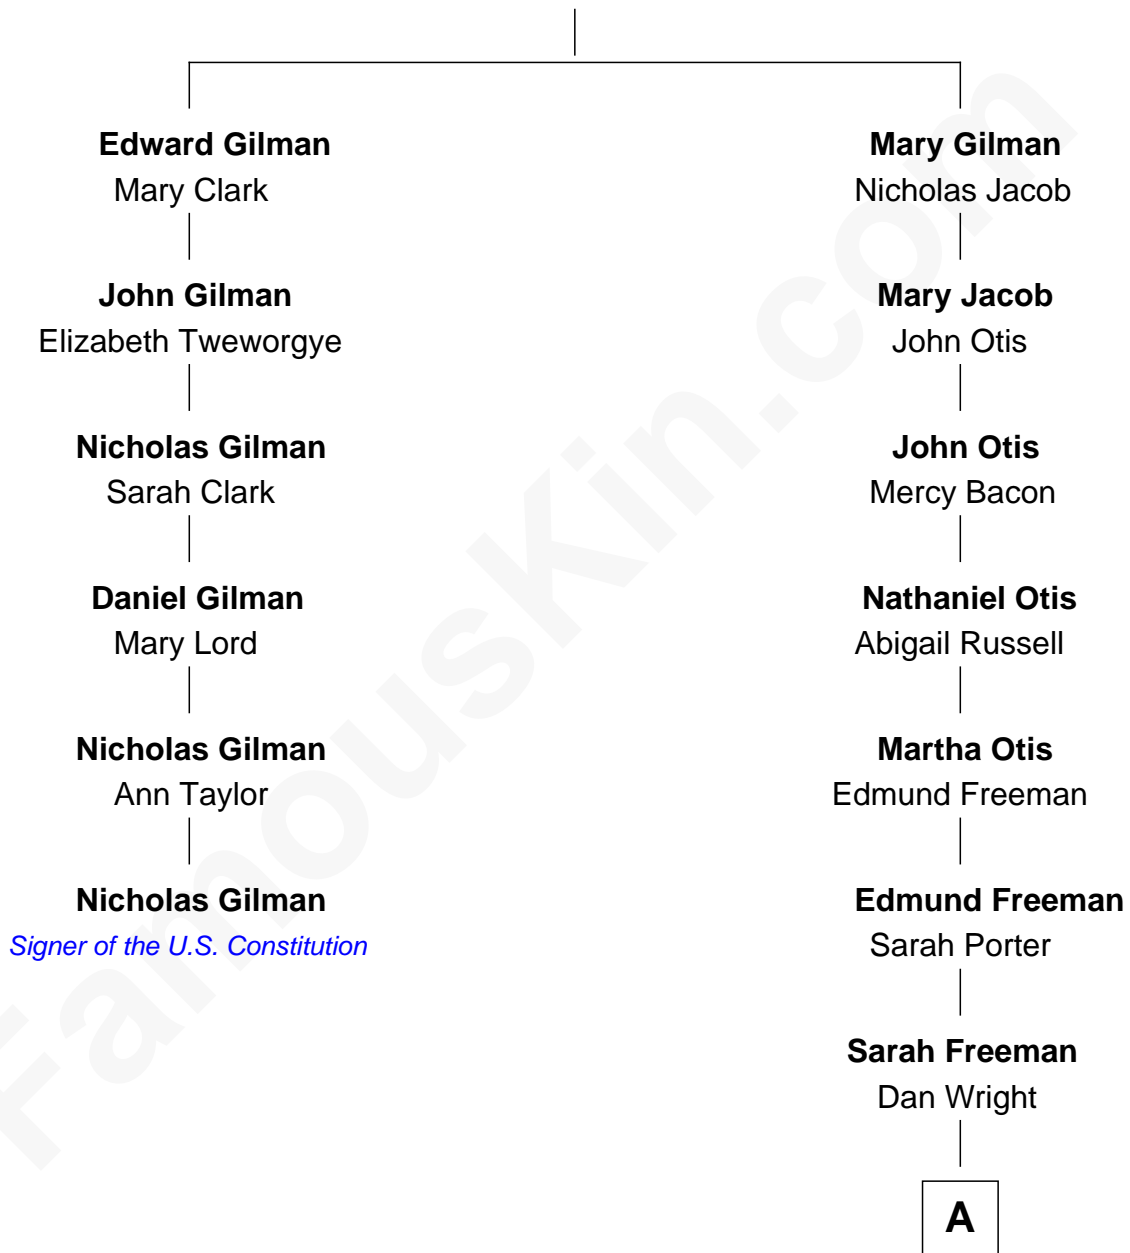 Edward Gilman
Mary Clark
John Gilman
Elizabeth Tweworgye
Nicholas Gilman
Sarah Clark
Daniel Gilman
Mary Lord
Nicholas Gilman
Ann Taylor
Nicholas Gilman
Signer of the U.S. Constitution
Mary Gilman
Nicholas Jacob
Mary Jacob
John Otis
John Otis
Mercy Bacon
Nathaniel Otis
Abigail Russell
Martha Otis
Edmund Freeman
Edmund Freeman
Sarah Porter
Sarah Freeman
Dan Wright
A
FamousKin.com